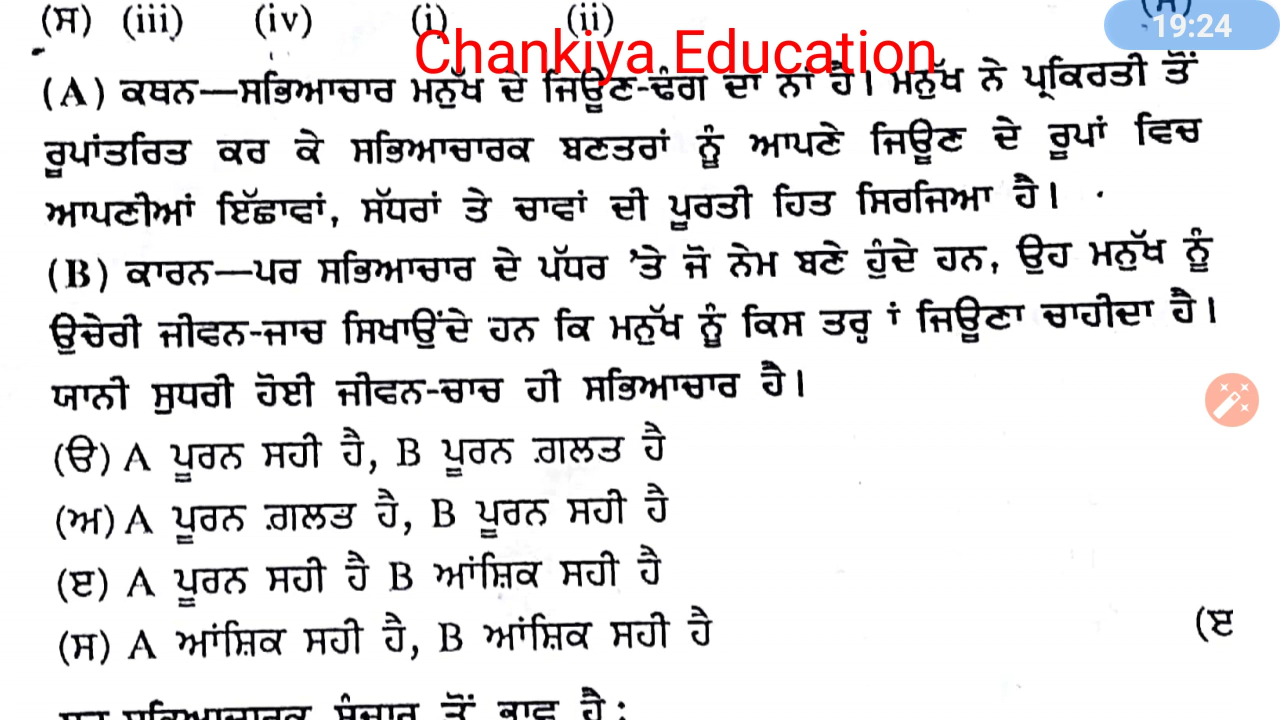 (ਸ) (iii) (iv) (i) (ii)
19:24
Chankiya Education
(A) ਕਥਨ—ਸਭਿਆਚਾਰ ਮਨੁੱਖ ਦੇ ਜਿਊਣ-ਢੰਗ ਦਾ ਨਾਂ ਹੈ। ਮਨੁੱਖ ਨੇ ਪ੍ਰਕਿਰਤੀ ਤੋਂ
ਰੂਪਾਂਤਰਿਤ ਕਰ ਕੇ ਸਭਿਆਚਾਰਕ ਬਣਤਰਾਂ ਨੂੰ ਆਪਣੇ ਜਿਊਣ ਦੇ ਰੂਪਾਂ ਵਿਚ
ਆਪਣੀਆਂ ਇੱਛਾਵਾਂ, ਸੱਧਰਾਂ ਤੇ ਚਾਵਾਂ ਦੀ ਪੂਰਤੀ ਹਿਤ ਸਿਰਜਿਆ ਹੈ।
(B) ਕਾਰਨ—ਪਰ ਸਭਿਆਚਾਰ ਦੇ ਪੱਧਰ ’ਤੇ ਜੋ ਨੇਮ ਬਣੇ ਹੁੰਦੇ ਹਨ, ਉਹ ਮਨੁੱਖ ਨੂੰ
ਉਚੇਰੀ ਜੀਵਨ-ਜਾਚ ਸਿਖਾਉਂਦੇ ਹਨ ਕਿ ਮਨੁੱਖ ਨੂੰ ਕਿਸ ਤਰ੍ਹਾਂ ਜਿਊਣਾ ਚਾਹੀਦਾ ਹੈ।
ਯਾਨੀ ਸੁਧਰੀ ਹੋਈ ਜੀਵਨ-ਚਾਚ ਹੀ ਸਭਿਆਚਾਰ ਹੈ।
(ੳ) A ਪੂਰਨ ਸਹੀ ਹੈ, B ਪੂਰਨ ਗ਼ਲਤ ਹੈ
(ਅ) A ਪੂਰਨ ਗ਼ਲਤ ਹੈ, B ਪੂਰਨ ਸਹੀ ਹੈ
(ੲ) A ਪੂਰਨ ਸਹੀ ਹੈ B ਆਂਸ਼ਿਕ ਸਹੀ ਹੈ
(ਸ) A ਆਂਸ਼ਿਕ ਸਹੀ ਹੈ, B ਆਂਸ਼ਿਕ ਸਹੀ ਹੈ (ੲ
ਸੰਚਾਰ ਤੋਂ ਭਾਵ ਹੈ :